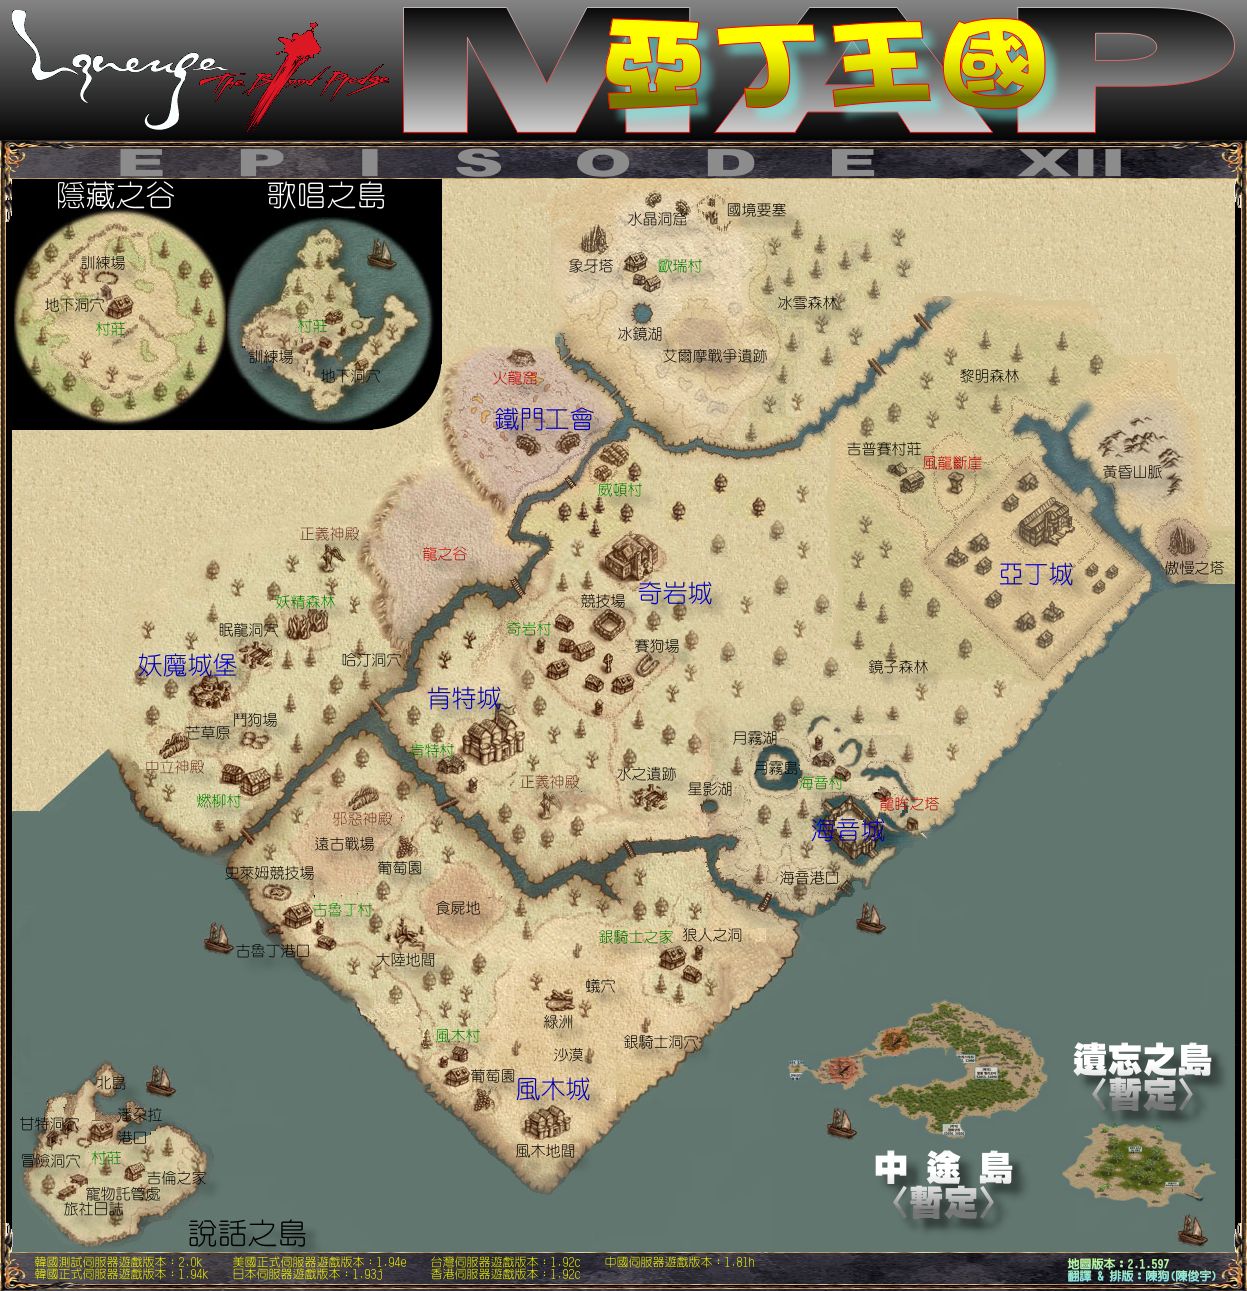 Lineage
The Blood Pledge
MAP
亞丁王國
EPISODE XII
隱藏之谷
歌唱之島
訓練場
地下洞穴
村莊
村莊
訓練場
地下洞穴
水晶洞窟
國境要塞
象牙塔
歐瑞村
冰雪森林
冰鏡湖
艾爾摩戰爭遺跡
火龍窟
鐵門工會
黎明森林
吉普賽村莊
風龍斷崖
黃昏山脈
威頓村
正義神殿
龍之谷
傲慢之塔
亞丁城
奇岩城
競技場
妖精森林
奇岩村
眠龍洞穴
賽狗場
妖魔城堡
哈汀洞穴
鏡子森林
肯特城
鬥狗場
芒草原
月霧湖
肯特村
中立神殿
正義神殿
水之遺跡
月霧島
海音村
星影湖
燃柳村
龍眸之塔
邪惡神殿
海音城
遠古戰場
葡萄園
史萊姆競技場
海音港口
古魯丁村
食屍地
銀騎士之家
狼人之洞
古魯丁港口
大陸地間
蟻穴
綠洲
風木村
銀騎士洞穴
沙漠
葡萄園
風木城
風木地間
遺忘之島
〈暫定〉
中途島
〈暫定〉
北島
潘朵拉
港口
甘特洞穴
冒險洞穴
村莊
吉倫之家
寵物託管處
旅社日誌
說話之島
韓國測試伺服器遊戲版本：2.0k 美國正式伺服器遊戲版本：1.94e 台灣伺服器遊戲版本：1.92c 中國伺服器遊戲版本：1.81h
韓國正式伺服器遊戲版本：1.94k 日本伺服器遊戲版本：1.93j 香港伺服器遊戲版本：1.92c
地圖版本：2.1.597
翻譯 & 排版：陳狗(陳俊宇)